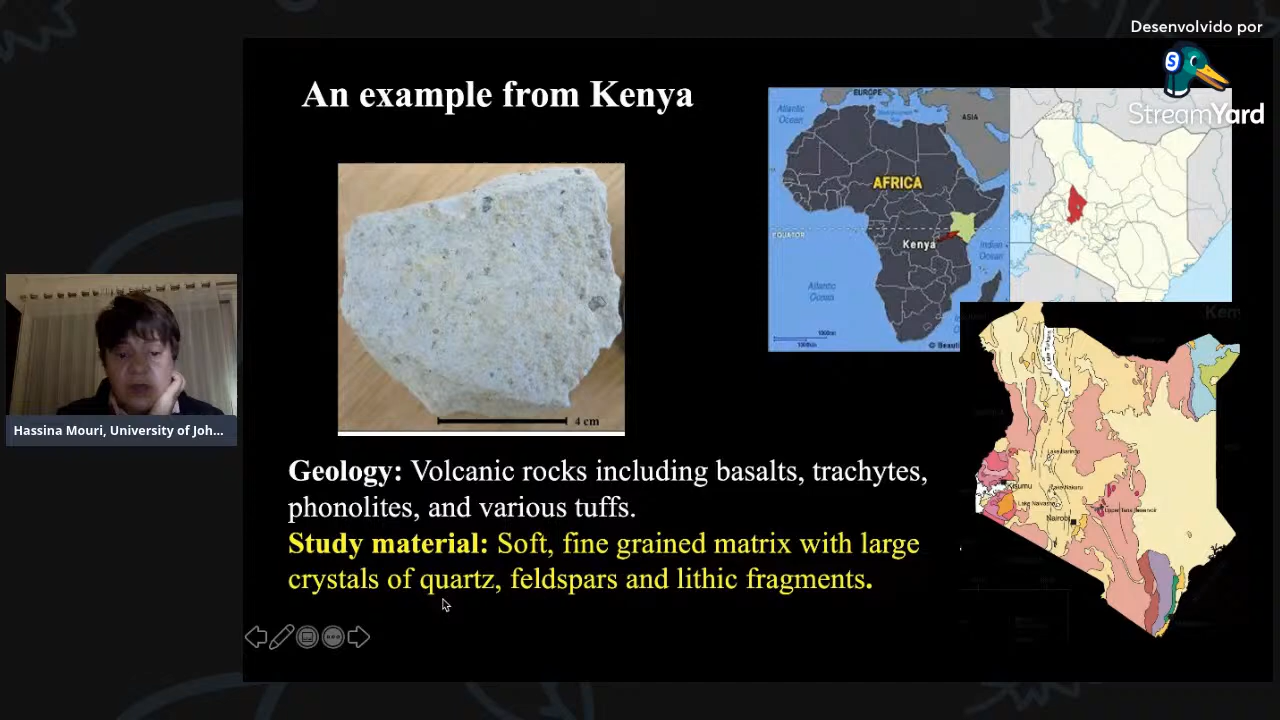 Desenvolvido por
S
StreamYard
An example from Kenya
EUROPE
Atlantic
Ocean
ASIA
AFRICA
EQUATOR
Kenya
Indian
Ocean
Atlantic
Ocean
4 cm
Kisumu
Nairobi
Hassina Mouri, University of Joh...
Geology: Volcanic rocks including basalts, trachytes,
phonolites, and various tuffs.
Study material: Soft, fine grained matrix with large
crystals of quartz, feldspars and lithic fragments.